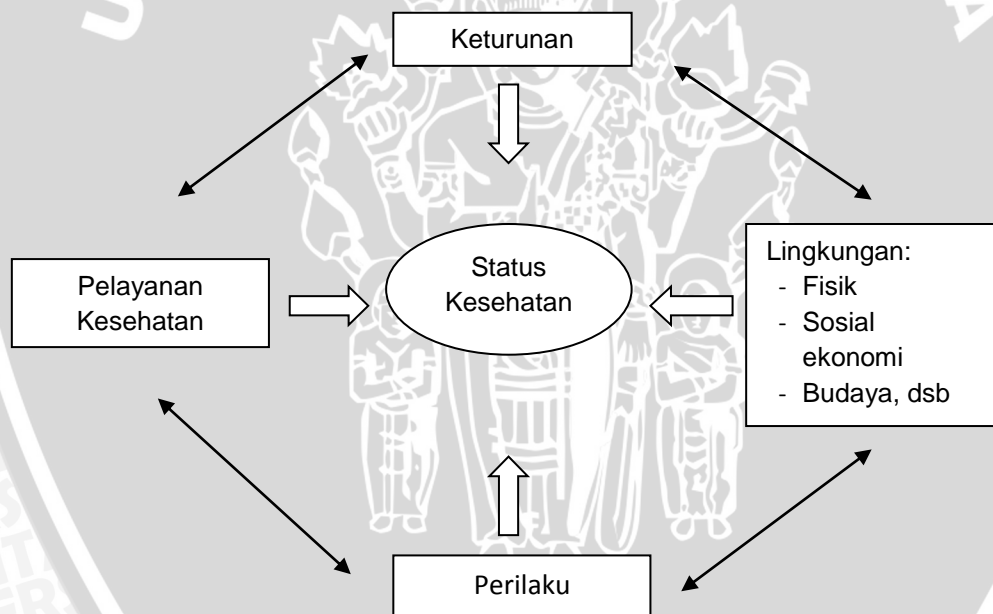 Keturunan
Pelayanan
Kesehatan
Status
Kesehatan
Lingkungan:
- Fisik
- Sosial
ekonomi
- Budaya, dsb
Perilaku